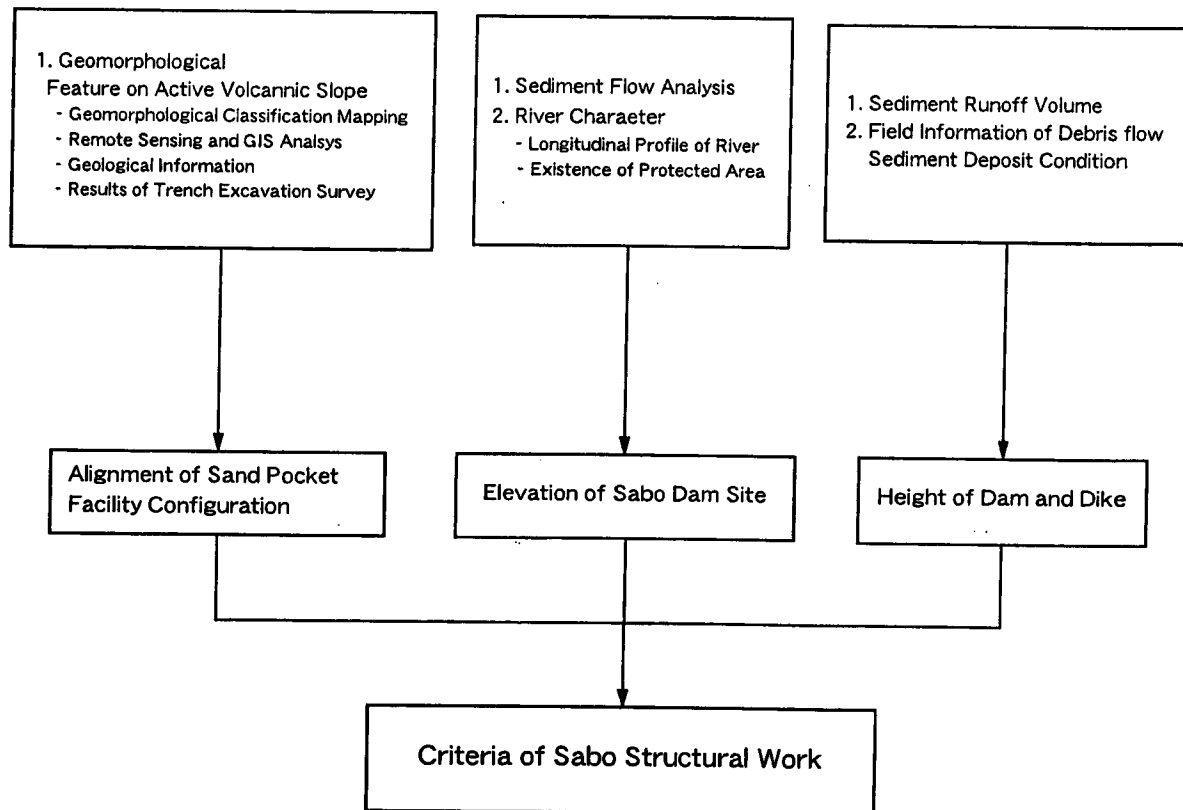 1. Geomorphological
Feature on Active Volcannic Slope
- Geomorphological Classification Mapping
- Remote Sensing and GIS Analsys
- Geological Information
- Results of Trench Excavation Survey
1. Sediment Flow Analysis
2. River Charaeter
- Longitudinal Profile of River
- Existence of Protected Area
1. Sediment Runoff Volume
2. Field Information of Debris flow
Sediment Deposit Condition
Alignment of Sand Pocket
Facility Configuration
Elevation of Sabo Dam Site
Height of Dam and Dike
Criteria of Sabo Structural Work